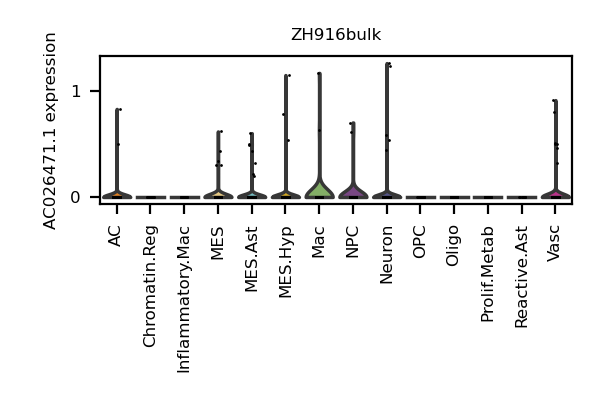 ZH916bulk
AC026471.1 expression
1
0
AC
Chromatin.Reg
Inflammatory.Mac
MES
MES.Ast
MES.Hyp
Mac
NPC
Neuron
OPC
Oligo
Prolif.Metab
Reactive.Ast
Vasc